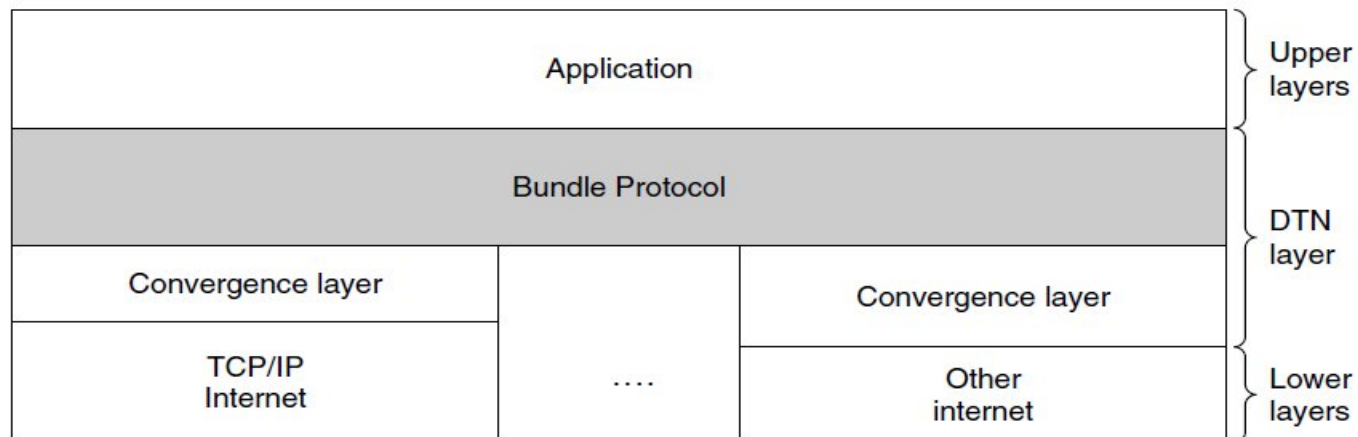 Application
Upper
layers
Bundle Protocol
DTN
layer
Convergence layer
Convergence layer
TCP/IP
Internet
....
Other
internet
Lower
layers